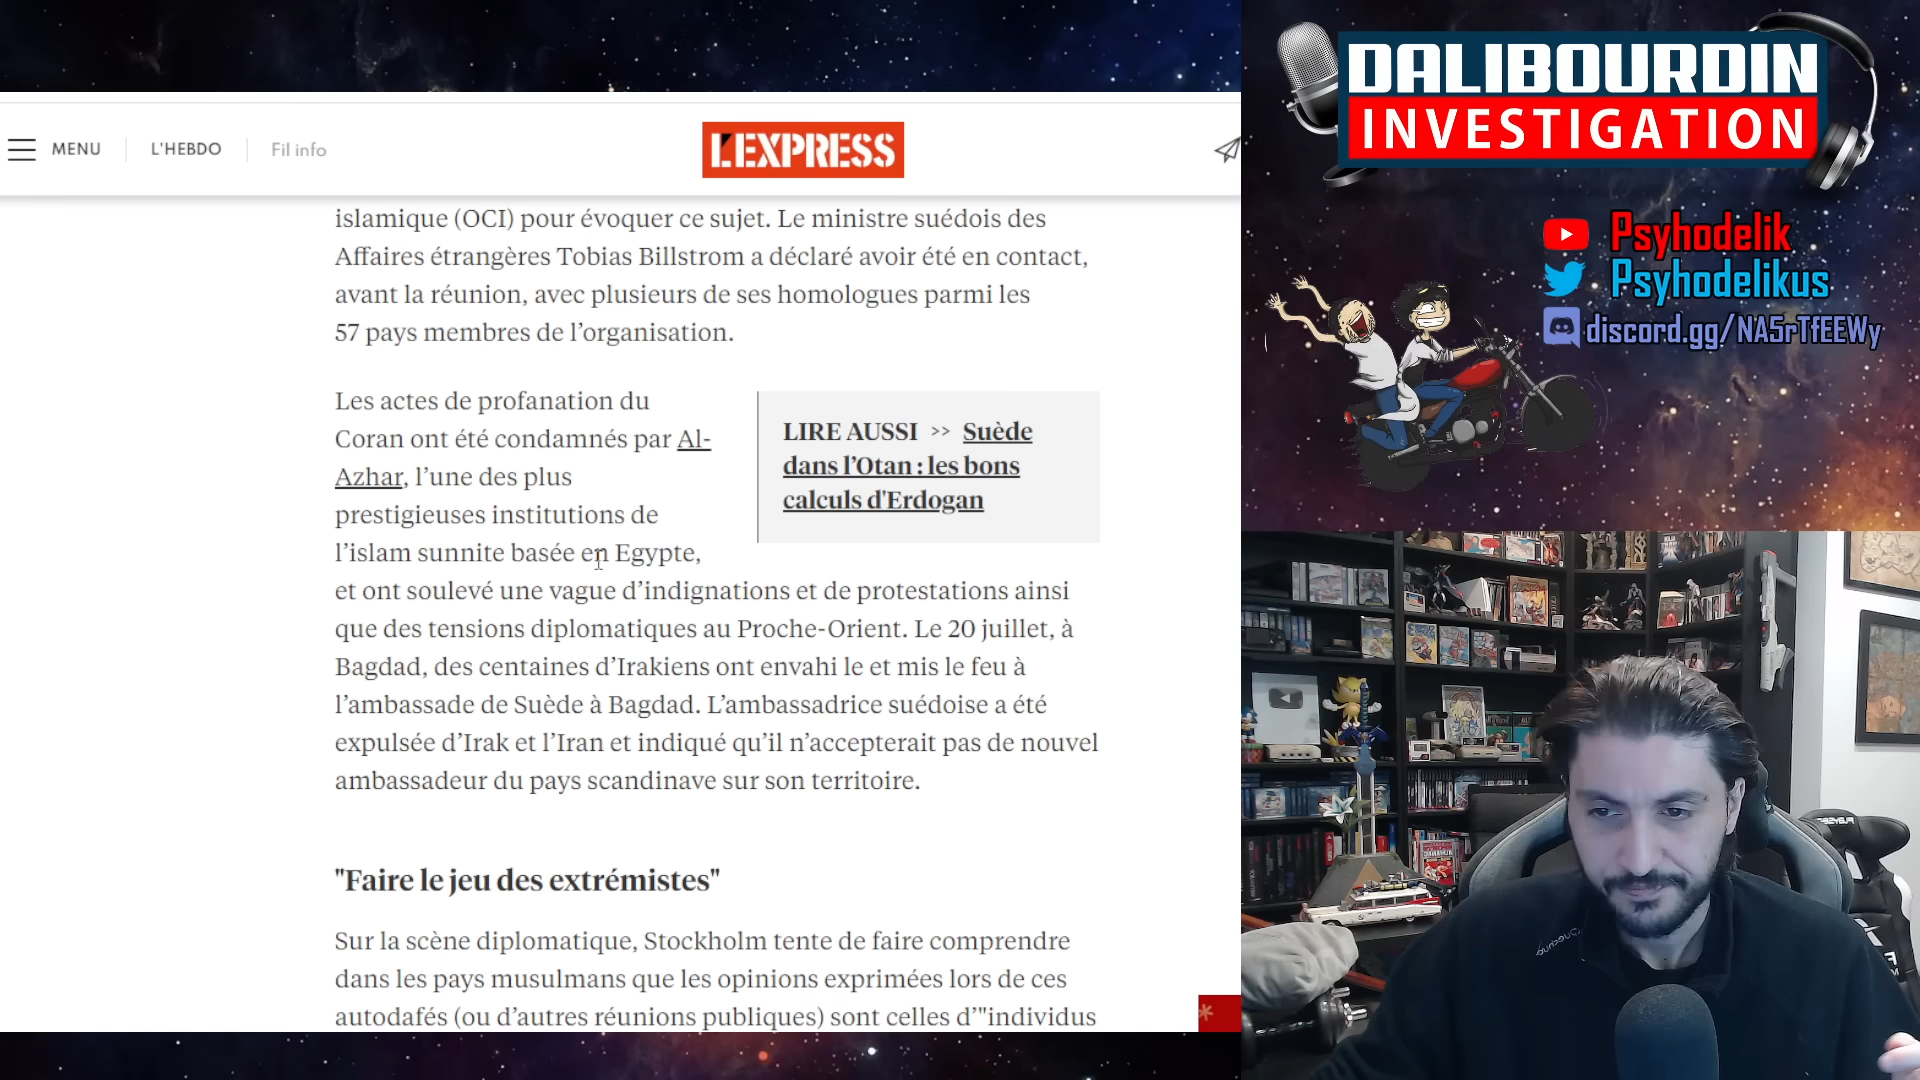 MENU
L'HEBDO
Fil info
L'EXPRESS
islamique (OCI) pour évoquer ce sujet. Le ministre suédois des
Affaires étrangères Tobias Billstrom a déclaré avoir été en contact,
avant la réunion, avec plusieurs de ses homologues parmi les
57 pays membres de l’organisation.
Les actes de profanation du
Coran ont été condamnés par Al-
Azhar, l’une des plus
prestigieuses institutions de
l’islam sunnite basée en Egypte,
et ont soulevé une vague d’indignations et de protestations ainsi
que des tensions diplomatiques au Proche-Orient. Le 20 juillet, à
Bagdad, des centaines d’Irakiens ont envahi le et mis le feu à
l’ambassade de Suède à Bagdad. L’ambassadrice suédoise a été
expulsée d’Irak et l’Iran et indiqué qu’il n’accepterait pas de nouvel
ambassadeur du pays scandinave sur son territoire.
LIRE AUSSI >> Suède
dans l’Otan : les bons
calculs d'Erdogan
"Faire le jeu des extrémistes"
Sur la scène diplomatique, Stockholm tente de faire comprendre
dans les pays musulmans que les opinions exprimées lors de ces
autodafés (ou d’autres réunions publiques) sont celles d’"individus
DALIBOURDIN
INVESTIGATION
Psyhodelik
Psyhodelikus
discord.gg/NA5rTfEEWy
Quechua